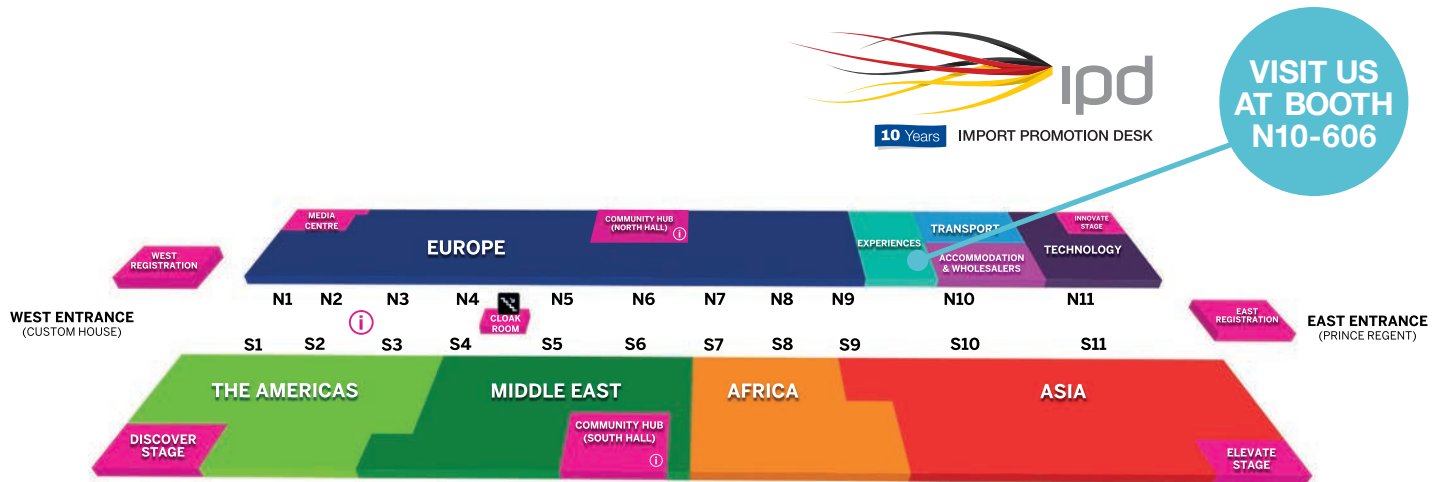 VISIT US
AT BOOTH
N10-606
ipd
10 Years IMPORT PROMOTION DESK
MEDIA
CENTRE
COMMUNITY HUB
(NORTH HALL)
i
INNOVATE
STAGE
EUROPE
EXPERIENCES
TRANSPORT
TECHNOLOGY
ACCOMMODATION
& WHOLESALERS
WEST
REGISTRATION
N1 N2 N3 N4 N5 N6 N7 N8 N9 N10 N11
WEST ENTRANCE
(CUSTOM HOUSE)
i
CLOAK
ROOM
EAST
REGISTRATION
EAST ENTRANCE
(PRINCE REGENT)
S1 S2 S3 S4 S5 S6 S7 S8 S9 S10 S11
THE AMERICAS
MIDDLE EAST
AFRICA
ASIA
DISCOVER
STAGE
COMMUNITY HUB
(SOUTH HALL)
i
ELEVATE
STAGE